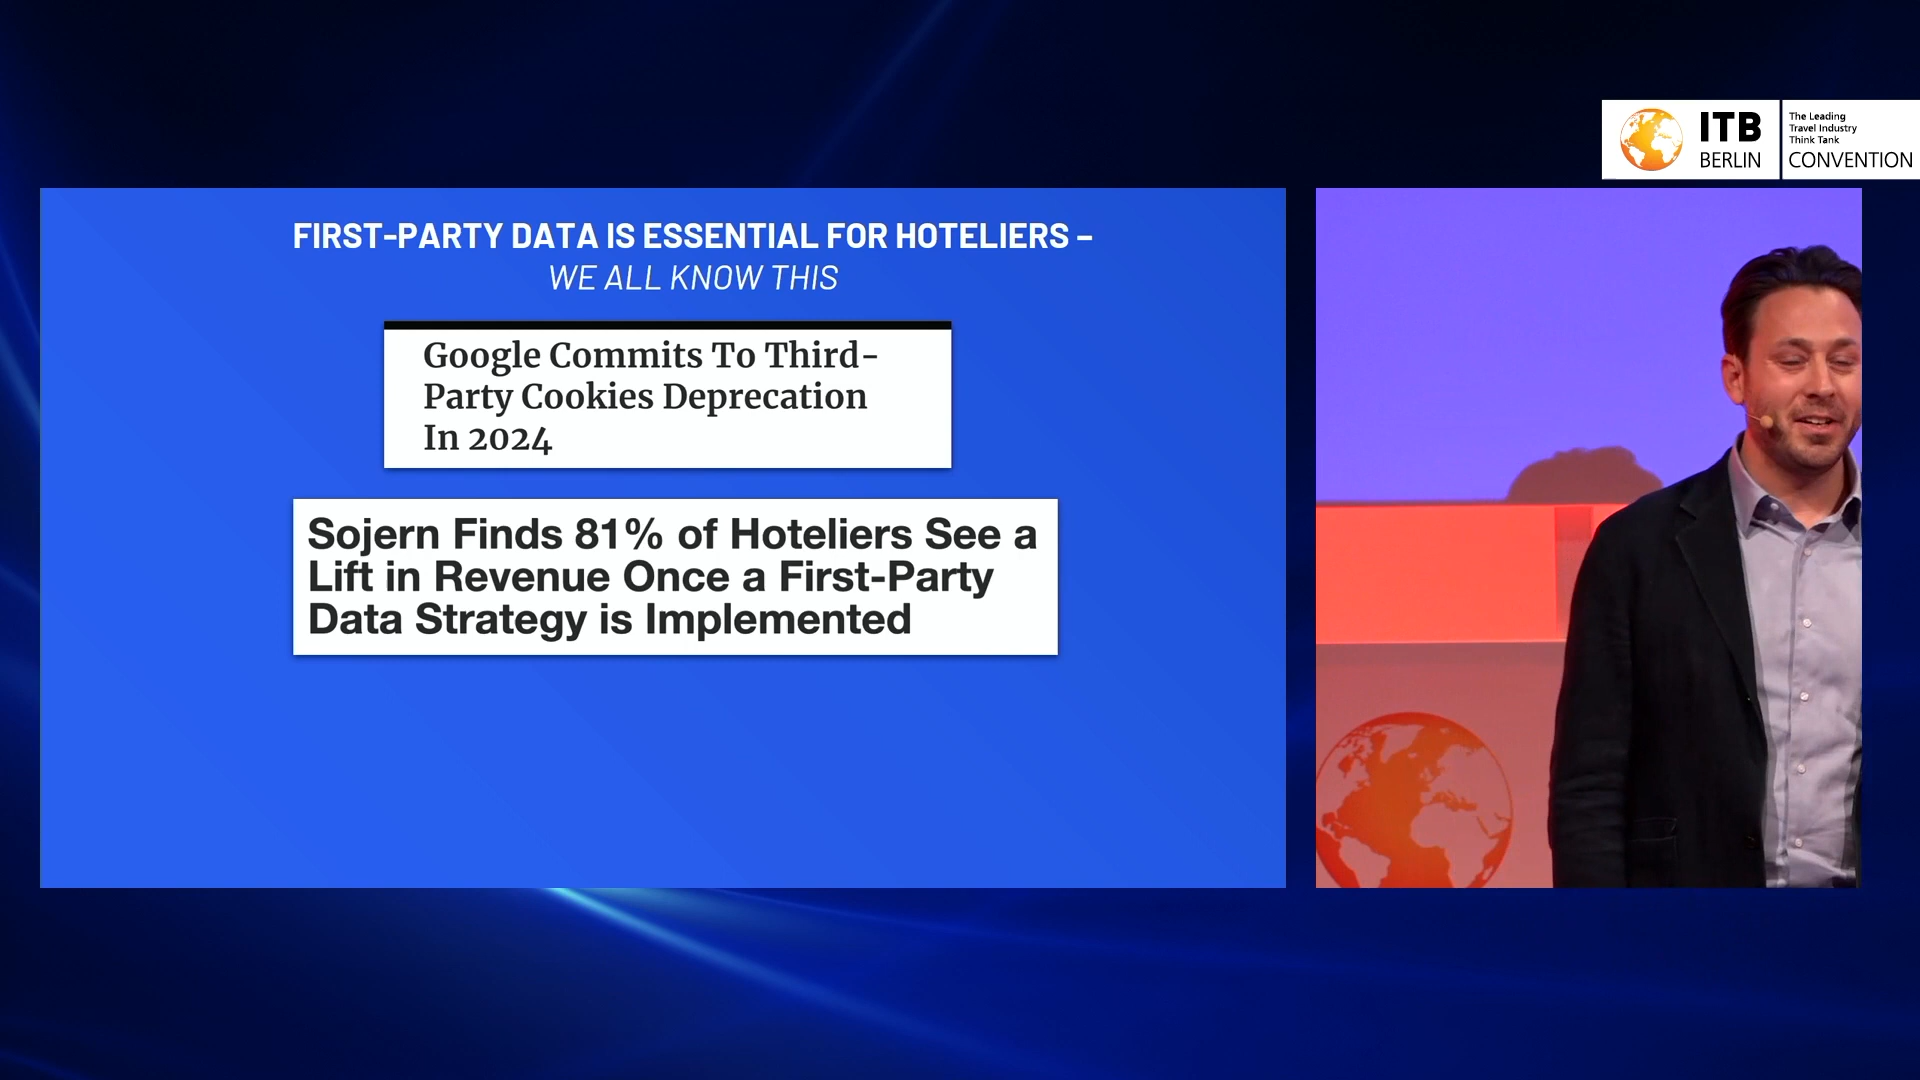 ITB
BERLIN
The Leading
Travel Industry
Think Tank
CONVENTION
FIRST-PARTY DATA IS ESSENTIAL FOR HOTELIERS –
WE ALL KNOW THIS
Google Commits To Third-
Party Cookies Deprecation
In 2024
Sojern Finds 81% of Hoteliers See a
Lift in Revenue Once a First-Party
Data Strategy is Implemented